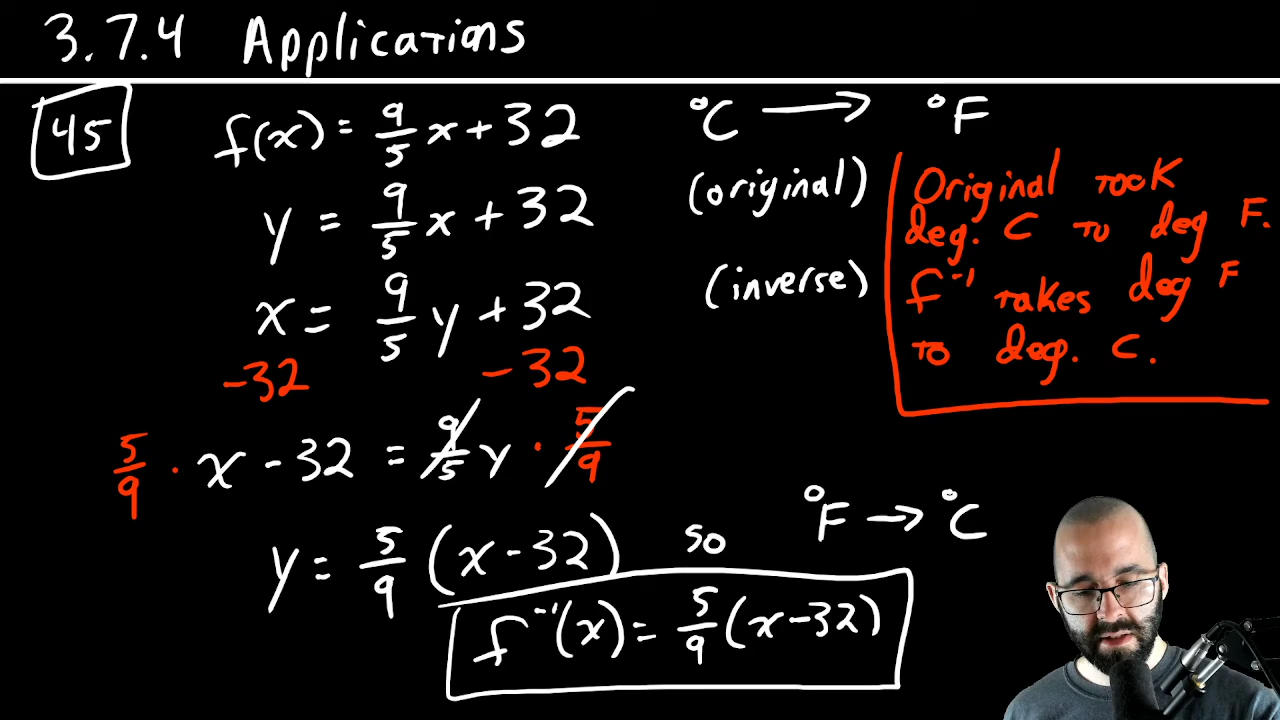 3.7.4 Applications
45
f(x) = 9/5 x + 32
°C → °F
y = 9/5 x + 32
(original)
x = 9/5 y + 32
(inverse)
-32 -32
5/9 · x - 32 = 9/5 y · 5/9
y = 5/9 (x - 32) so °F → °C
f⁻¹(x) = 5/9 (x - 32)
Original took
deg. C to deg F.
f⁻¹ takes deg F
to deg. C.